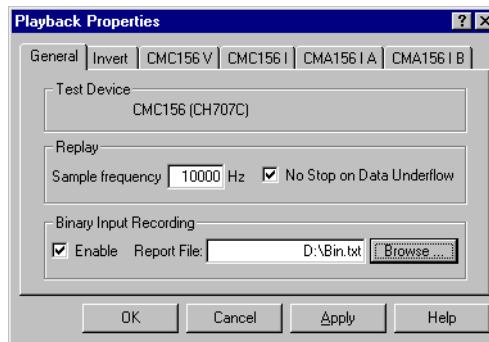 Playback Properties
General Invert CMC156 V CMC156 I CMA156 I A CMA156 I B
Test Device
CMC156 (CH707C)
Replay
Sample frequency 10000 Hz No Stop on Data Underflow
Binary Input Recording
Enable Report File: D:\Bin.txt Browse ...
OK Cancel Apply Help